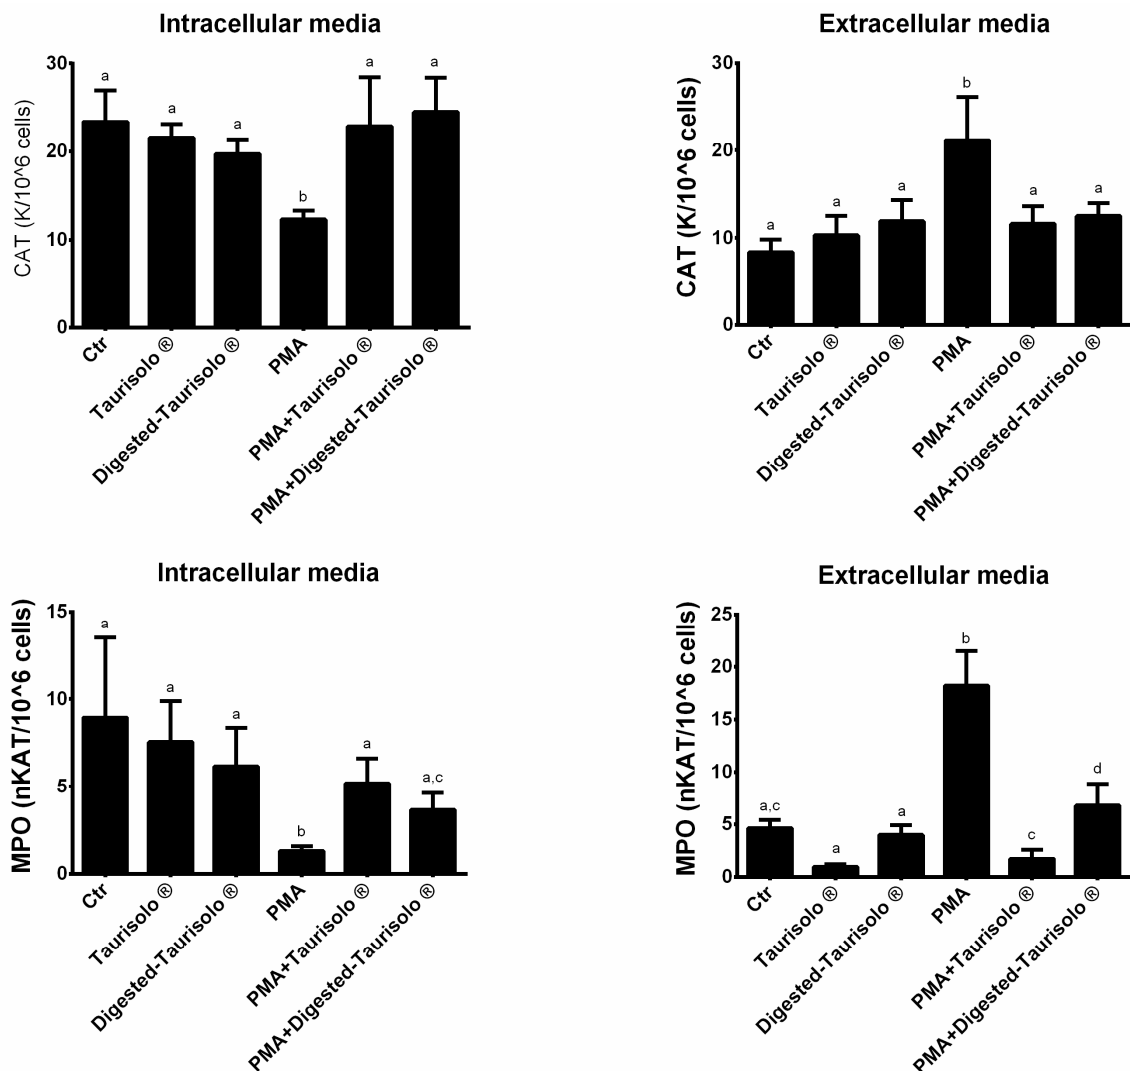 Intracellular media
CAT (K/10^6 cells)
30
20
10
0
a
a
a
b
a
a
Ctr
Taurisolo ®
Digested-Taurisolo ®
PMA
PMA+Taurisolo ®
PMA+Digested-Taurisolo ®
Extracellular media
CAT (K/10^6 cells)
30
20
10
0
a
a
a
b
a
a
Ctr
Taurisolo ®
Digested-Taurisolo ®
PMA
PMA+Taurisolo ®
PMA+Digested-Taurisolo ®
Intracellular media
MPO (nKAT/10^6 cells)
15
10
5
0
a
a
a
b
a
a,c
Ctr
Taurisolo ®
Digested-Taurisolo ®
PMA
PMA+Taurisolo ®
PMA+Digested-Taurisolo ®
Extracellular media
MPO (nKAT/10^6 cells)
25
20
15
10
5
0
a,c
a
a
b
c
d
Ctr
Taurisolo ®
Digested-Taurisolo ®
PMA
PMA+Taurisolo ®
PMA+Digested-Taurisolo ®